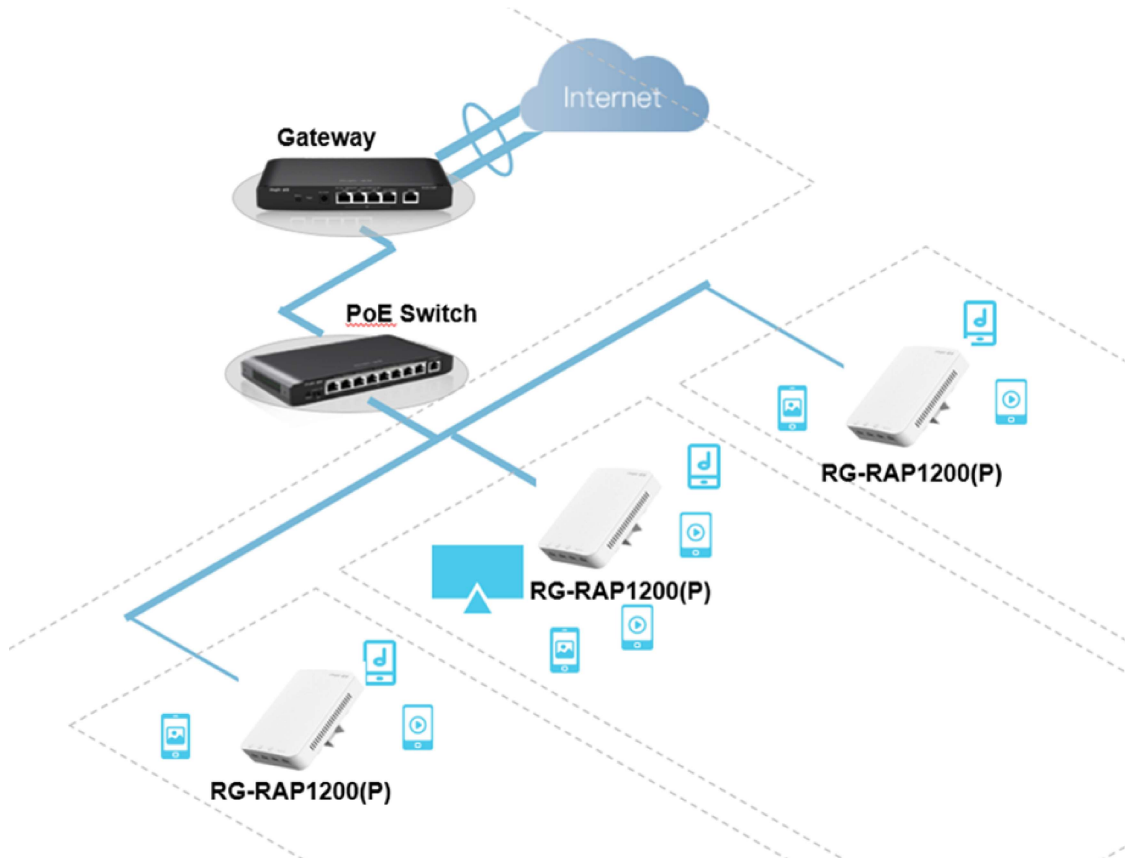 Internet
Gateway
PoE Switch
RG-RAP1200(P)
RG-RAP1200(P)
RG-RAP1200(P)